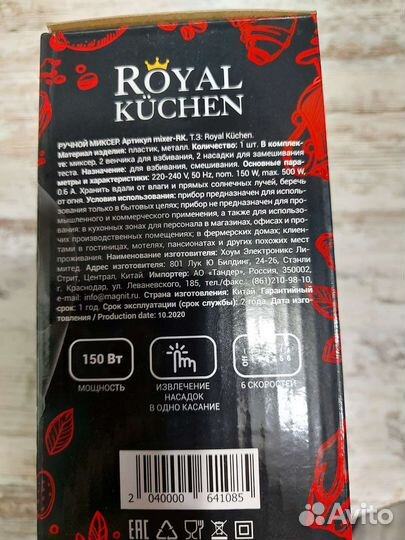 ROYAL
KÜCHEN
РУЧНОЙ МИКСЕР. Артикул mixer-RK. Т.З: Royal Küchen.
Материал изделия: пластик, металл. Количество: 1 шт. В комплек-
те: миксер, 2 венчика для взбивания, 2 насадки для замешивания
теста. Назначение: для взбивания, смешивания. Основные пара-
метры и характеристики: 220-240 V, 50 Hz, nom. 150 W, max. 500 W,
0.6 A. Хранить вдали от влаги и прямых солнечных лучей, беречь
от огня. Условия использования: прибор предназначен для исполь-
зования только в бытовых целях; прибор не предназначен для про-
мышленного и коммерческого применения, а также для использо-
вания: в кухонных зонах для персонала в магазинах, офисах и про-
чих производственных помещениях; в фермерских домах; клиен-
тами в гостиницах, мотелях, пансионатах и других похожих мест
проживания. Наименование изготовителя: Хоум Электроникс Ли-
митед. Адрес изготовителя: 801 Лук Ю Билдинг, 24-26, Стэнли
Стрит, Централ, Китай. Импортер: АО «Тандер», Россия, 350002,
г. Краснодар, ул. Леваневского, 185, тел./факс.: (861)210-98-10,
e-mail: info@magnit.ru. Страна изготовления: Китай. Гарантийный
срок: 1 год. Срок эксплуатации (срок службы): 2 года. Дата изго-
товления / Production date: 10.2020
150 Вт
МОЩНОСТЬ
ИЗВЛЕЧЕНИЕ
НАСАДОК
В ОДНО КАСАНИЕ
Off
5 6
6 СКОРОСТЕЙ
2 040000 641085
EAC
Avito